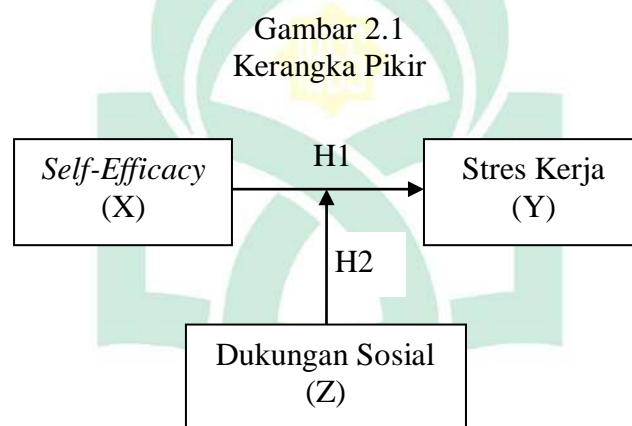 Gambar 2.1
Kerangka Pikir
H1
Self-Efficacy
(X)
Stres Kerja
(Y)
H2
Dukungan Sosial
(Z)